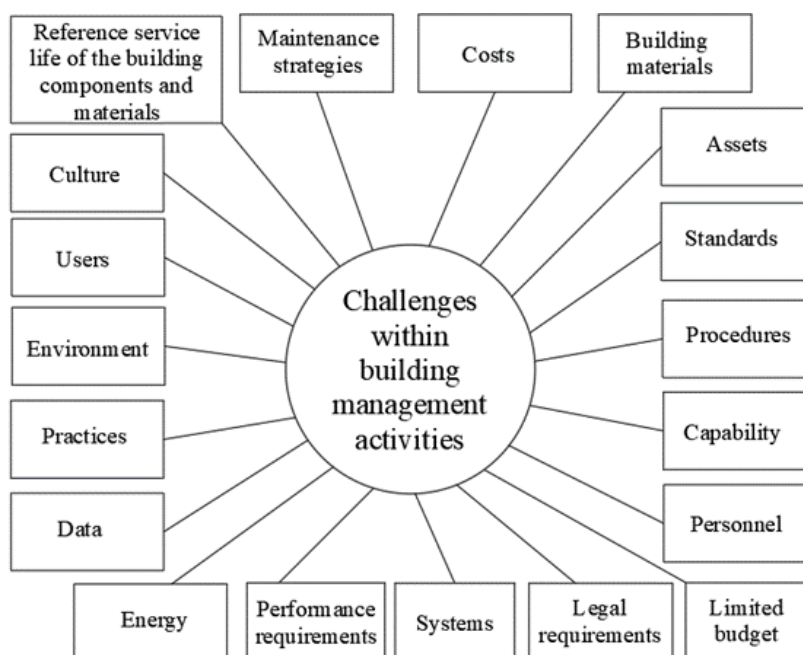 Reference service
life of the building
components and
materials
Maintenance
strategies
Costs
Building
materials
Culture
Assets
Users
Standards
Environment
Challenges
within
building
management
activities
Procedures
Practices
Capability
Data
Personnel
Energy
Performance
requirements
Systems
Legal
requirements
Limited
budget